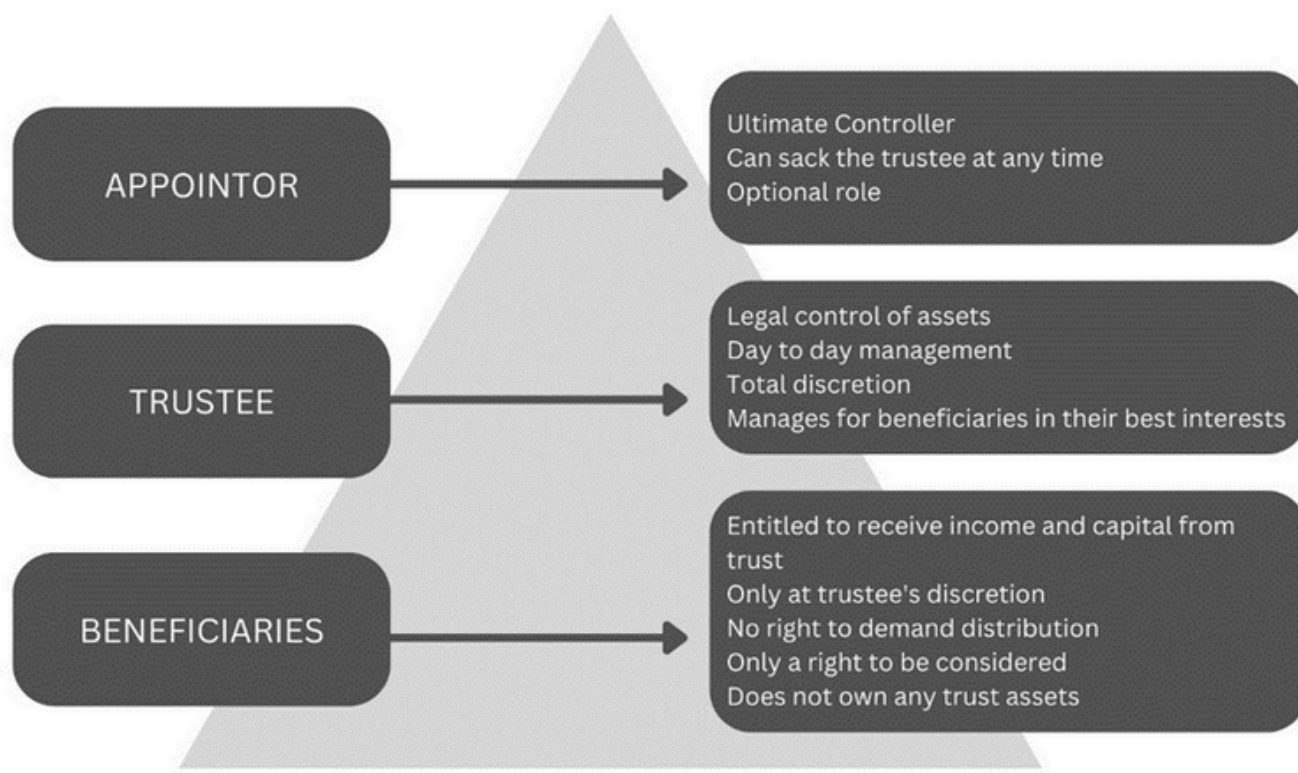 APPOINTOR
Ultimate Controller
Can sack the trustee at any time
Optional role
TRUSTEE
Legal control of assets
Day to day management
Total discretion
Manages for beneficiaries in their best interests
BENEFICIARIES
Entitled to receive income and capital from
trust
Only at trustee's discretion
No right to demand distribution
Only a right to be considered
Does not own any trust assets